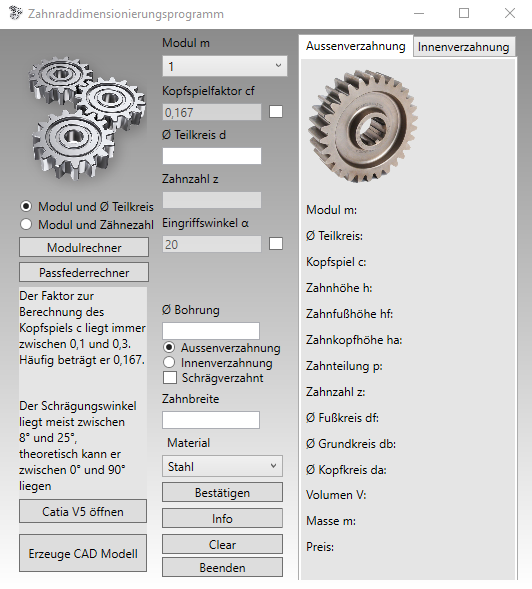 Zahnraddimensionierungsprogramm
Modul und Ø Teilkreis
Modul und Zähnezahl
Modulrechner
Passfederrechner
Der Faktor zur
Berechnung des
Kopfspiels c liegt immer
zwischen 0,1 und 0,3.
Häufig beträgt er 0,167.
Der Schrägungswinkel
liegt meist zwischen
8° und 25°,
theoretisch kann er
zwischen 0° und 90°
liegen
Catia V5 öffnen
Erzeuge CAD Modell
Modul m
1
Kopfspielfaktor cf
0,167
Ø Teilkreis d
Zahnzahl z
Eingriffswinkel α
20
Ø Bohrung
Aussenverzahnung
Innenverzahnung
Schrägverzahnt
Zahnbreite
Material
Stahl
Bestätigen
Info
Clear
Beenden
Aussenverzahnung
Innenverzahnung
Modul m:
Ø Teilkreis:
Kopfspiel c:
Zahnhöhe h:
Zahnfußhöhe hf:
Zahnkopfhöhe ha:
Zahnteilung p:
Zahnzahl z:
Ø Fußkreis df:
Ø Grundkreis db:
Ø Kopfkreis da:
Volumen V:
Masse m:
Preis: